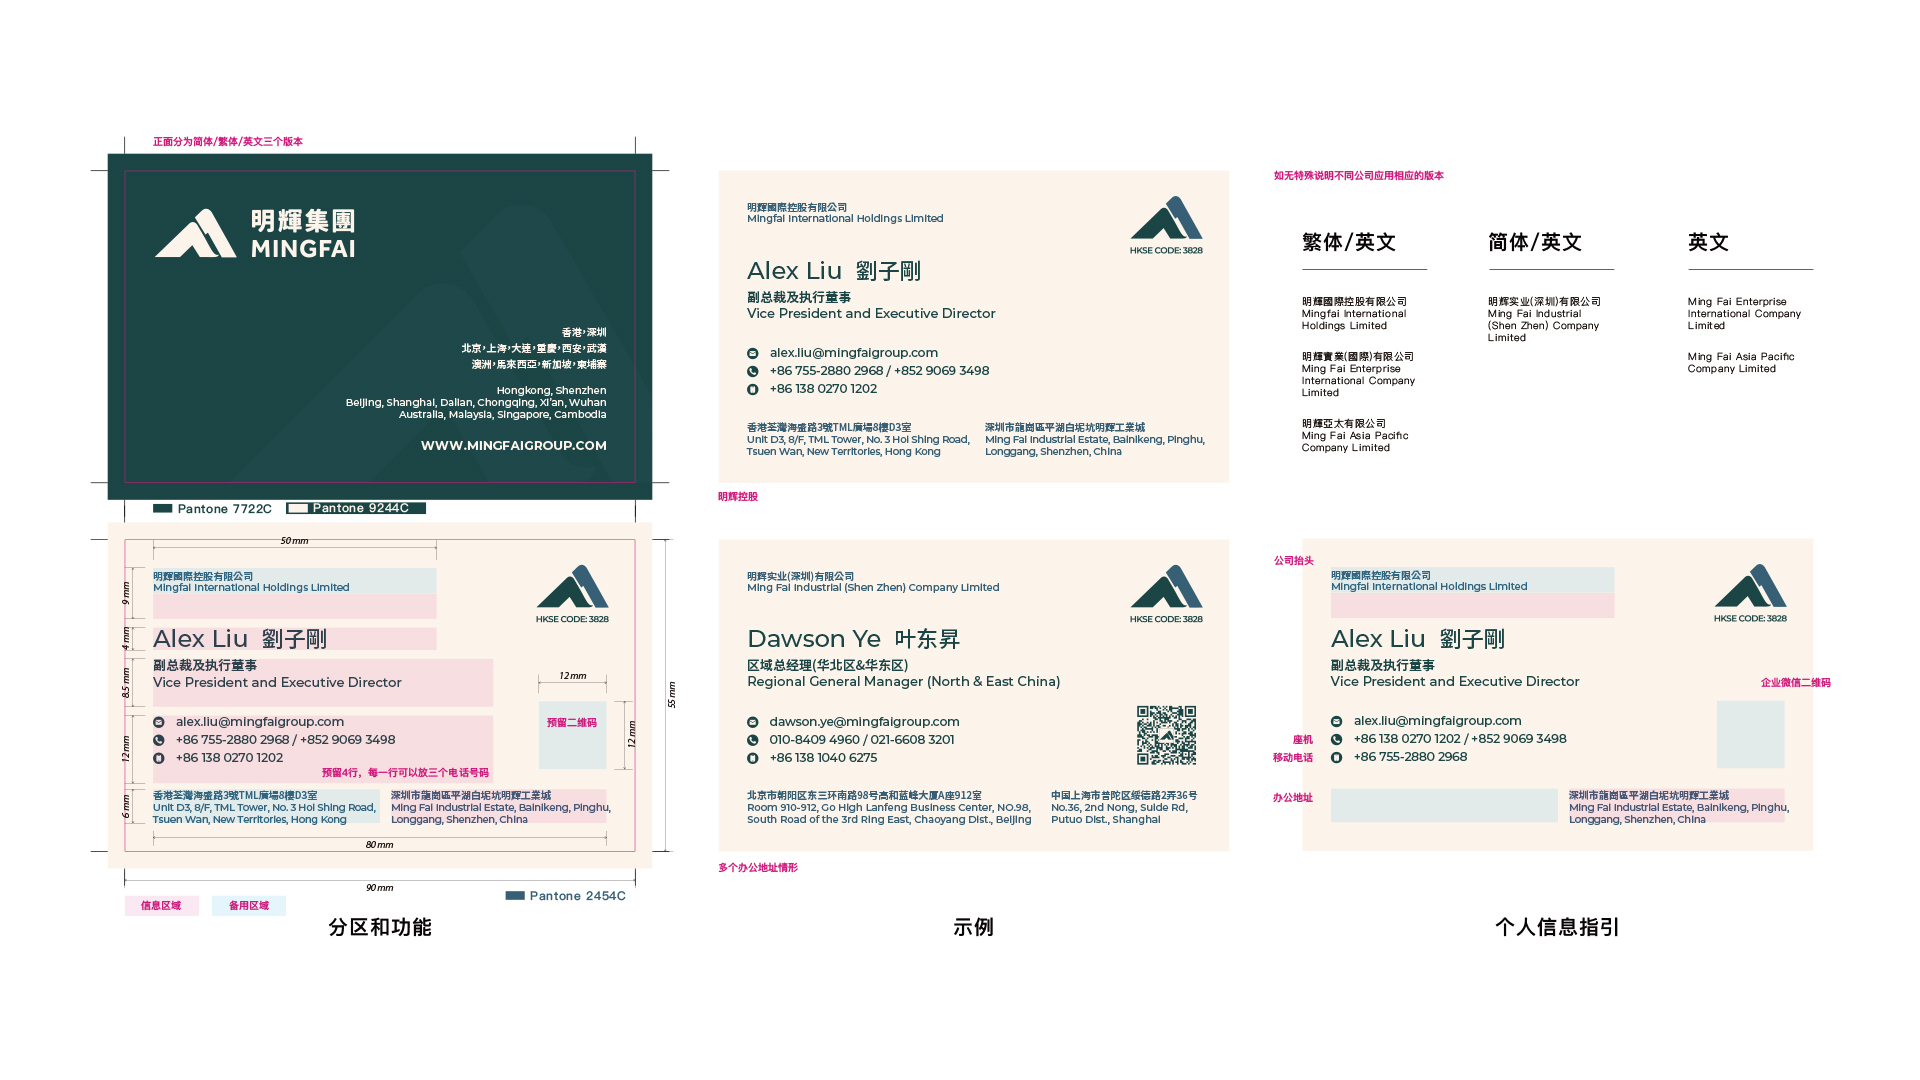 正面分为简体/繁体/英文三个版本
明輝集團
MINGFAI
香港，深圳
北京，上海，大連，重慶，西安，武漢
澳洲，馬來西亞，新加坡，柬埔寨
Hongkong, Shenzhen
Beijing, Shanghai, Dalian, Chongqing, Xi'an, Wuhan
Australia, Malaysia, Singapore, Cambodia
WWW.MINGFAIGROUP.COM
Pantone 7722C
Pantone 9244C
50 mm
9 mm
明輝國際控股有限公司
Mingfai International Holdings Limited
HKSE CODE: 3828
4 mm
Alex Liu 劉子剛
8.5 mm
副总裁及执行董事
Vice President and Executive Director
12 mm
预留二维码
12 mm
55 mm
12 mm
alex.liu@mingfaigroup.com
+86 755-2880 2968 / +852 9069 3498
+86 138 0270 1202
预留4行，每一行可以放三个电话号码
6 mm
香港荃灣海盛路3號TML廣場8樓D3室
Unit D3, 8/F, TML Tower, No. 3 Hoi Shing Road,
Tsuen Wan, New Territories, Hong Kong
深圳市龍崗區平湖白坭坑明輝工業城
Ming Fai Industrial Estate, Bainikeng, Pinghu,
Longgang, Shenzhen, China
80 mm
90 mm
信息区域
备用区域
Pantone 2454C
分区和功能
明輝國際控股有限公司
Mingfai International Holdings Limited
HKSE CODE: 3828
Alex Liu 劉子剛
副总裁及执行董事
Vice President and Executive Director
alex.liu@mingfaigroup.com
+86 755-2880 2968 / +852 9069 3498
+86 138 0270 1202
香港荃灣海盛路3號TML廣場8樓D3室
Unit D3, 8/F, TML Tower, No. 3 Hoi Shing Road,
Tsuen Wan, New Territories, Hong Kong
深圳市龍崗區平湖白坭坑明輝工業城
Ming Fai Industrial Estate, Bainikeng, Pinghu,
Longgang, Shenzhen, China
明辉控股
明辉实业(深圳)有限公司
Ming Fai Industrial (Shen Zhen) Company Limited
HKSE CODE: 3828
Dawson Ye 叶东昇
区域总经理(华北区&华东区)
Regional General Manager (North & East China)
dawson.ye@mingfaigroup.com
010-8409 4960 / 021-6608 3201
+86 138 1040 6275
北京市朝阳区东三环南路98号高和蓝峰大厦A座912室
Room 910-912, Go High Lanfeng Business Center, NO.98,
South Road of the 3rd Ring East, Chaoyang Dist., Beijing
中国上海市普陀区绥德路2弄36号
No.36, 2nd Nong, Suide Rd,
Putuo Dist., Shanghai
多个办公地址情形
示例
如无特殊说明不同公司应用相应的版本
繁体/英文
明輝國際控股有限公司
Mingfai International
Holdings Limited
明輝實業(國際)有限公司
Ming Fai Enterprise
International Company
Limited
明輝亞太有限公司
Ming Fai Asia Pacific
Company Limited
简体/英文
明辉实业(深圳)有限公司
Ming Fai Industrial
(Shen Zhen) Company
Limited
英文
Ming Fai Enterprise
International Company
Limited
Ming Fai Asia Pacific
Company Limited
公司抬头
明輝國際控股有限公司
Mingfai International Holdings Limited
HKSE CODE: 3828
Alex Liu 劉子剛
副总裁及执行董事
Vice President and Executive Director
企业微信二维码
alex.liu@mingfaigroup.com
座机
+86 138 0270 1202 / +852 9069 3498
移动电话
+86 755-2880 2968
办公地址
深圳市龍崗區平湖白坭坑明輝工業城
Ming Fai Industrial Estate, Bainikeng, Pinghu,
Longgang, Shenzhen, China
个人信息指引